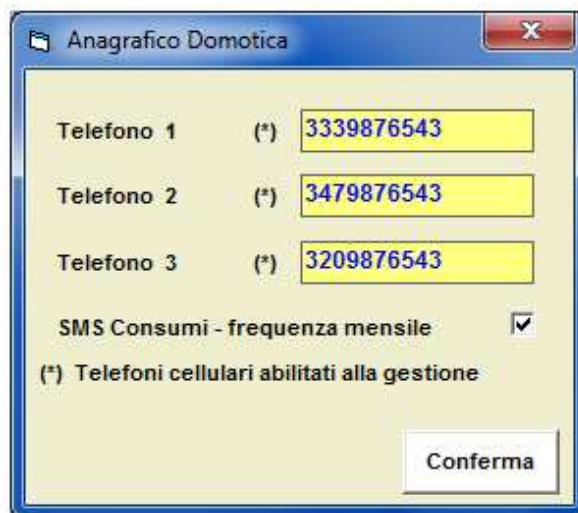 Anagrafico Domotica
Telefono 1 (*) 3339876543
Telefono 2 (*) 3479876543
Telefono 3 (*) 3209876543
SMS Consumi - frequenza mensile
(*) Telefoni cellulari abilitati alla gestione
Conferma